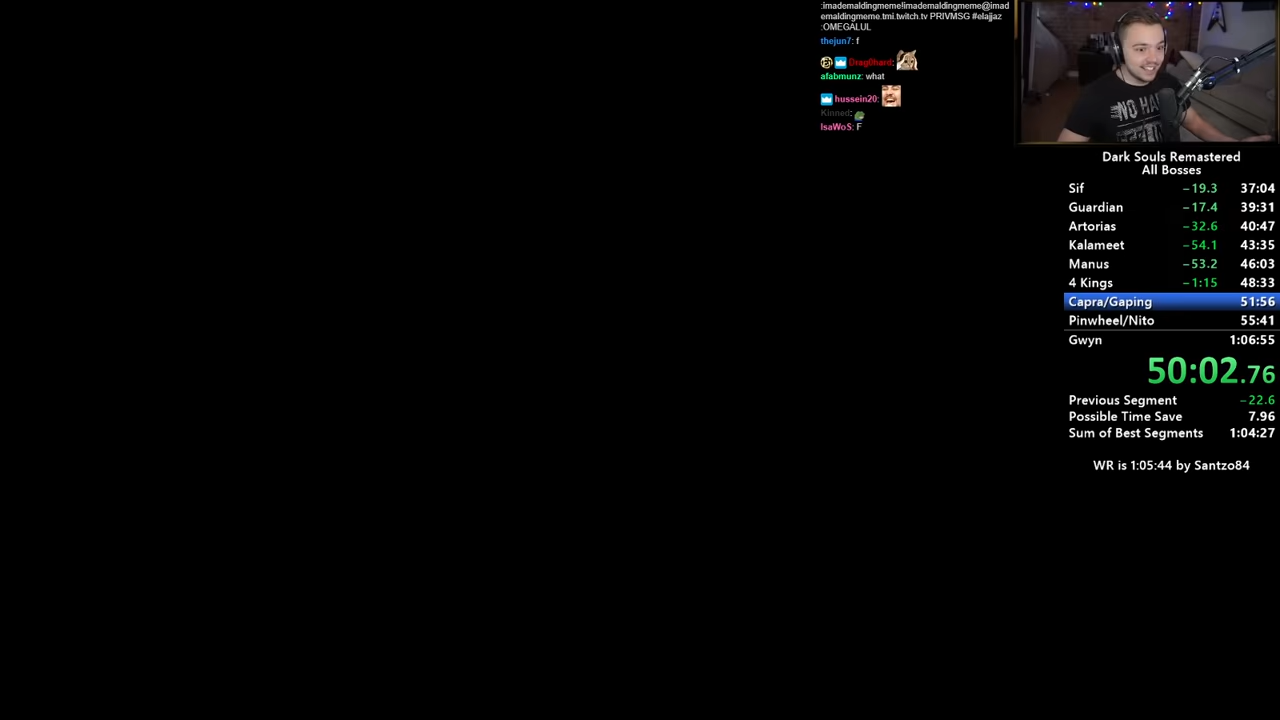 :imademaldingmeme!imademaldingmeme@imad
emaldingmeme.tmi.twitch.tv PRIVMSG #elajjaz
:OMEGALUL
thejun7: f
Drag0hard:
afabmunz: what
hussein20:
Kinned:
IsaWoS: F
NO HA
Dark Souls Remastered
All Bosses
Sif −19.3 37:04
Guardian −17.4 39:31
Artorias −32.6 40:47
Kalameet −54.1 43:35
Manus −53.2 46:03
4 Kings −1:15 48:33
Capra/Gaping 51:56
Pinwheel/Nito 55:41
Gwyn 1:06:55
50:02.76
Previous Segment −22.6
Possible Time Save 7.96
Sum of Best Segments 1:04:27
WR is 1:05:44 by Santzo84